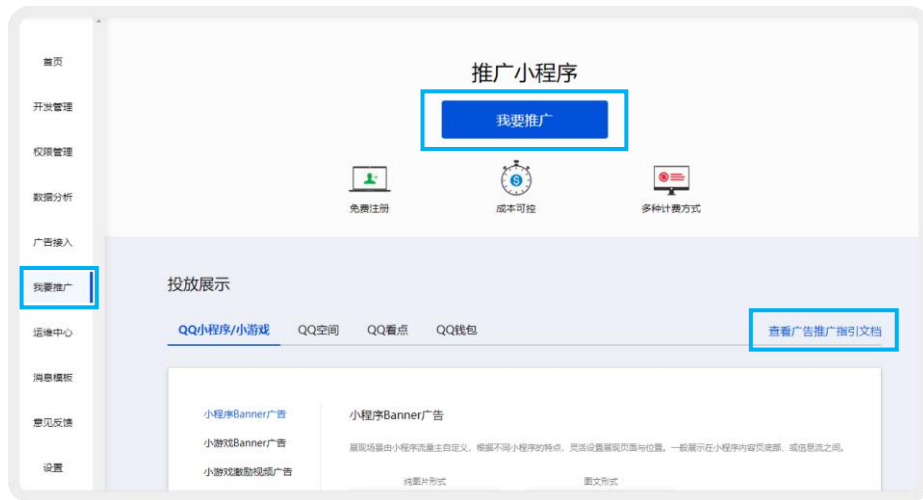 首页
开发管理
权限管理
数据分析
广告接入
我要推广
运维中心
消息模板
意见反馈
设置
推广小程序
我要推广
免费注册
成本可控
多种计费方式
投放展示
QQ小程序/小游戏 QQ空间 QQ看点 QQ钱包 查看广告推广指引文档
小程序Banner广告
小游戏Banner广告
小游戏激励视频广告
小程序Banner广告
展现场景由小程序流量主自定义，根据不同小程序的特点，灵活设置展现页面与位置。一般展示在小程序内容页底部，或信息流之间。
纯图片形式 图文形式